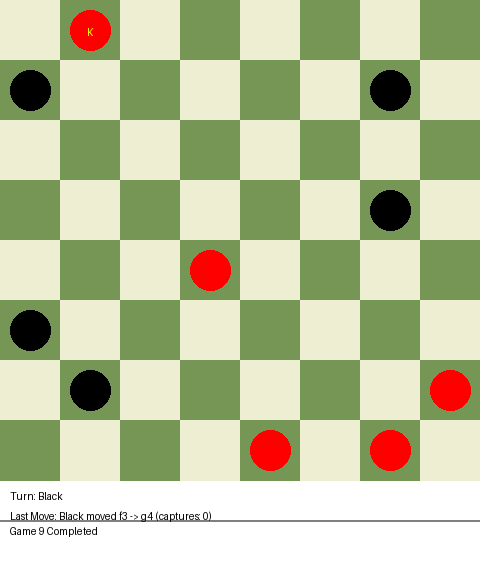 K
Turn: Black
Last Move: Black moved f3 -> g4 (captures: 0)
Game 9 Completed